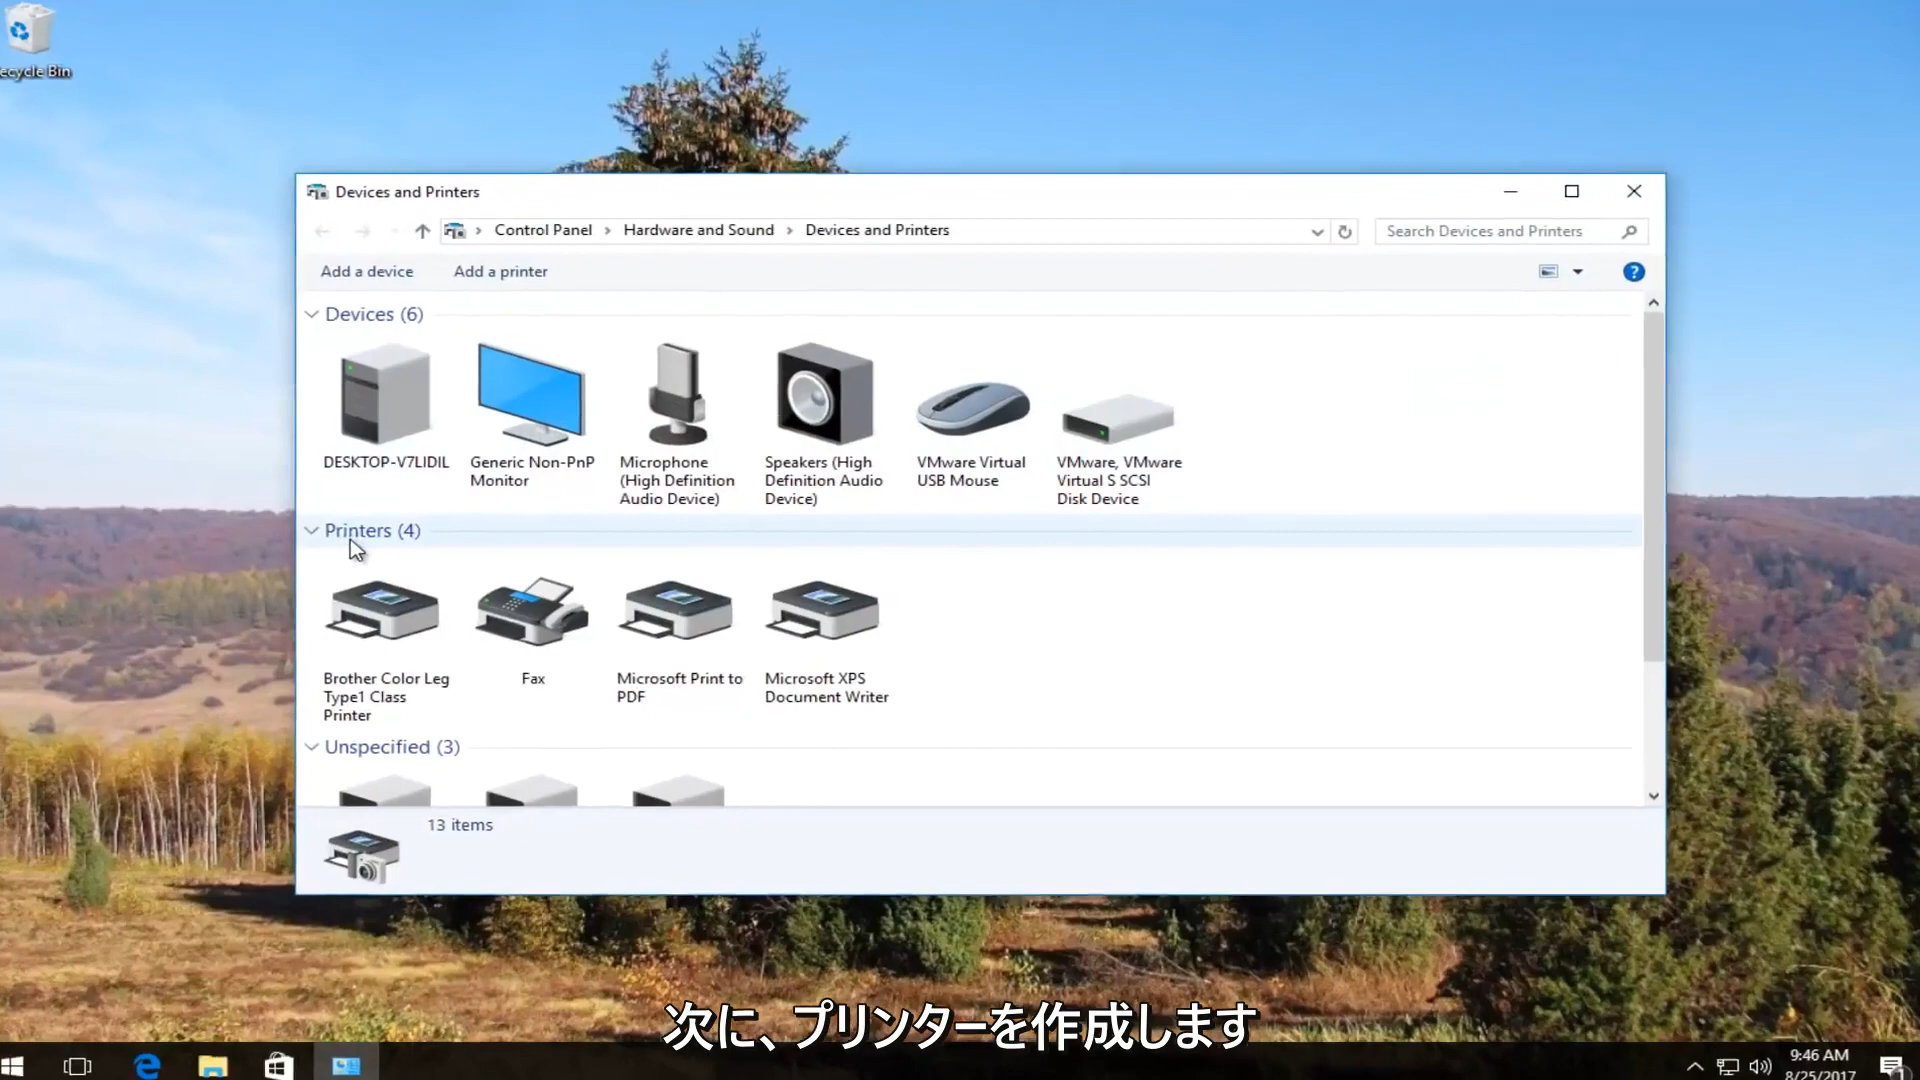 ecycle Bin
Devices and Printers
Control Panel
Hardware and Sound
Devices and Printers
Search Devices and Printers
Add a device
Add a printer
?
Devices (6)
DESKTOP-V7LIDIL
Generic Non-PnP
Monitor
Microphone
(High Definition
Audio Device)
Speakers (High
Definition Audio
Device)
VMware Virtual
USB Mouse
VMware, VMware
Virtual S SCSI
Disk Device
Printers (4)
Brother Color Leg
Type1 Class
Printer
Fax
Microsoft Print to
PDF
Microsoft XPS
Document Writer
Unspecified (3)
13 items
次に、プリンターを作成します
9:46 AM
8/25/2017
1